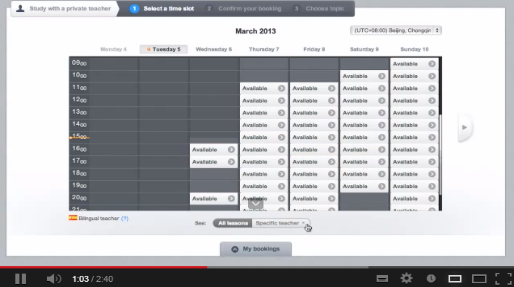 Study with a private teacher 1 Select a time slot 2 Confirm your booking 3 Choose topic
March 2013 (UTC+08:00) Beijing, Chongqin
Monday 4 Tuesday 5 Wednesday 6 Thursday 7 Friday 8 Saturday 9 Sunday 10
09:00 Available
10:00 Available Available
11:00 Available Available Available Available
12:00 Available Available Available Available
13:00 Available Available Available Available
14:00 Available Available Available Available
15:00 Available Available Available Available
16:00 Available Available Available Available Available
17:00 Available Available Available Available Available
18:00 Available Available Available Available
19:00 Available Available Available Available
20:00 Available Available Available Available
21:00 Available Available Available
Bilingual teacher (?) See: All lessons Specific teacher
My bookings
1:03 / 2:40